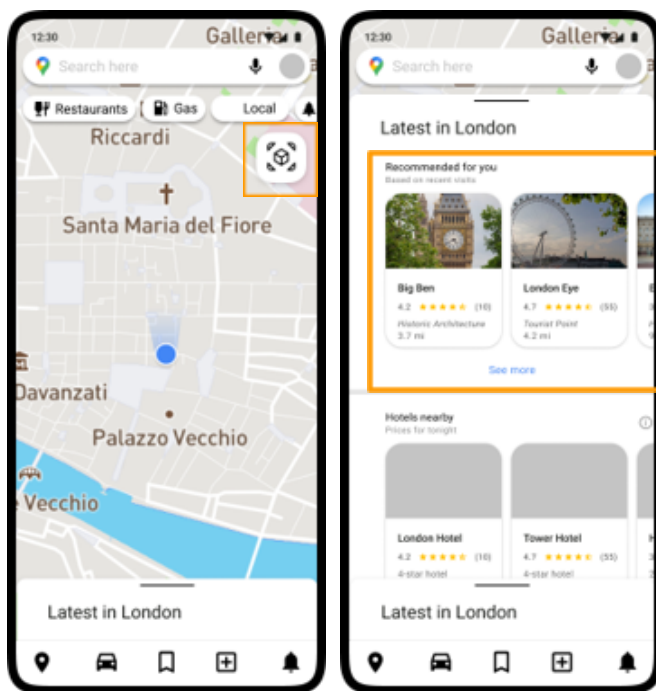 12:30
Galleria
Search here
Restaurants
Gas
Local
Riccardi
Santa Maria del Fiore
Davanzati
Palazzo Vecchio
Vecchio
Latest in London
12:30
Galleria
Search here
Latest in London
Recommended for you
Based on recent visits
Big Ben
London Eye
4.2 ★★★★★ (10)
4.7 ★★★★★ (55)
Historic Architecture
Tourist Point
3.7 mi
4.2 mi
See more
Hotels nearby
Prices for tonight
London Hotel
Tower Hotel
4.2 ★★★★★ (10)
4.7 ★★★★★ (55)
4-star hotel
4-star hotel
Latest in London